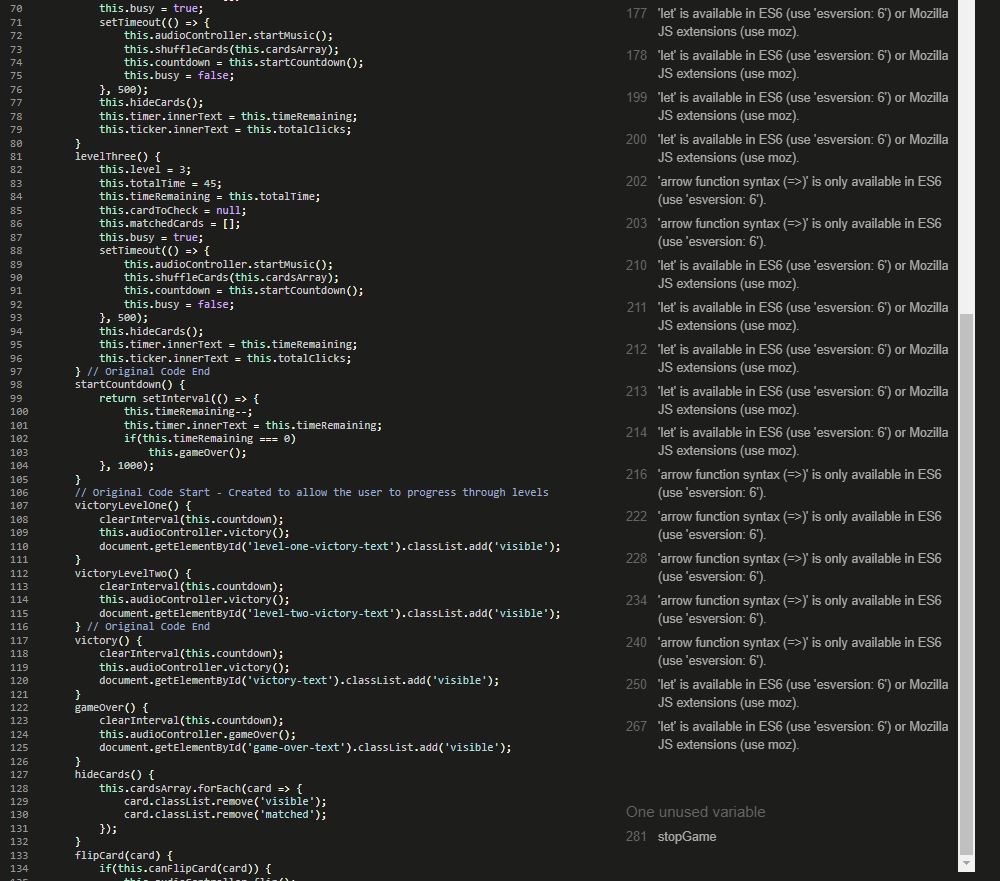 70 this.busy = true;
71 setTimeout(() => {
72 this.audioController.startMusic();
73 this.shuffleCards(this.cardsArray);
74 this.countdown = this.startCountdown();
75 this.busy = false;
76 }, 500);
77 this.hideCards();
78 this.timer.innerText = this.timeRemaining;
79 this.ticker.innerText = this.totalClicks;
80 }
81 levelThree() {
82 this.level = 3;
83 this.totalTime = 45;
84 this.timeRemaining = this.totalTime;
85 this.cardToCheck = null;
86 this.matchedCards = [];
87 this.busy = true;
88 setTimeout(() => {
89 this.audioController.startMusic();
90 this.shuffleCards(this.cardsArray);
91 this.countdown = this.startCountdown();
92 this.busy = false;
93 }, 500);
94 this.hideCards();
95 this.timer.innerText = this.timeRemaining;
96 this.ticker.innerText = this.totalClicks;
97 } // Original Code End
98 startCountdown() {
99 return setInterval(() => {
100 this.timeRemaining--;
101 this.timer.innerText = this.timeRemaining;
102 if(this.timeRemaining === 0)
103 this.gameOver();
104 }, 1000);
105 }
106 // Original Code Start - Created to allow the user to progress through levels
107 victoryLevelOne() {
108 clearInterval(this.countdown);
109 this.audioController.victory();
110 document.getElementById('level-one-victory-text').classList.add('visible');
111 }
112 victoryLevelTwo() {
113 clearInterval(this.countdown);
114 this.audioController.victory();
115 document.getElementById('level-two-victory-text').classList.add('visible');
116 } // Original Code End
117 victory() {
118 clearInterval(this.countdown);
119 this.audioController.victory();
120 document.getElementById('victory-text').classList.add('visible');
121 }
122 gameOver() {
123 clearInterval(this.countdown);
124 this.audioController.gameOver();
125 document.getElementById('game-over-text').classList.add('visible');
126 }
127 hideCards() {
128 this.cardsArray.forEach(card => {
129 card.classList.remove('visible');
130 card.classList.remove('matched');
131 });
132 }
133 flipCard(card) {
134 if(this.canFlipCard(card)) {
177 'let' is available in ES6 (use 'esversion: 6') or Mozilla
JS extensions (use moz).
178 'let' is available in ES6 (use 'esversion: 6') or Mozilla
JS extensions (use moz).
199 'let' is available in ES6 (use 'esversion: 6') or Mozilla
JS extensions (use moz).
200 'let' is available in ES6 (use 'esversion: 6') or Mozilla
JS extensions (use moz).
202 'arrow function syntax (=>)' is only available in ES6
(use 'esversion: 6').
203 'arrow function syntax (=>)' is only available in ES6
(use 'esversion: 6').
210 'let' is available in ES6 (use 'esversion: 6') or Mozilla
JS extensions (use moz).
211 'let' is available in ES6 (use 'esversion: 6') or Mozilla
JS extensions (use moz).
212 'let' is available in ES6 (use 'esversion: 6') or Mozilla
JS extensions (use moz).
213 'let' is available in ES6 (use 'esversion: 6') or Mozilla
JS extensions (use moz).
214 'let' is available in ES6 (use 'esversion: 6') or Mozilla
JS extensions (use moz).
216 'arrow function syntax (=>)' is only available in ES6
(use 'esversion: 6').
222 'arrow function syntax (=>)' is only available in ES6
(use 'esversion: 6').
228 'arrow function syntax (=>)' is only available in ES6
(use 'esversion: 6').
234 'arrow function syntax (=>)' is only available in ES6
(use 'esversion: 6').
240 'arrow function syntax (=>)' is only available in ES6
(use 'esversion: 6').
250 'let' is available in ES6 (use 'esversion: 6') or Mozilla
JS extensions (use moz).
267 'let' is available in ES6 (use 'esversion: 6') or Mozilla
JS extensions (use moz).
One unused variable
281 stopGame